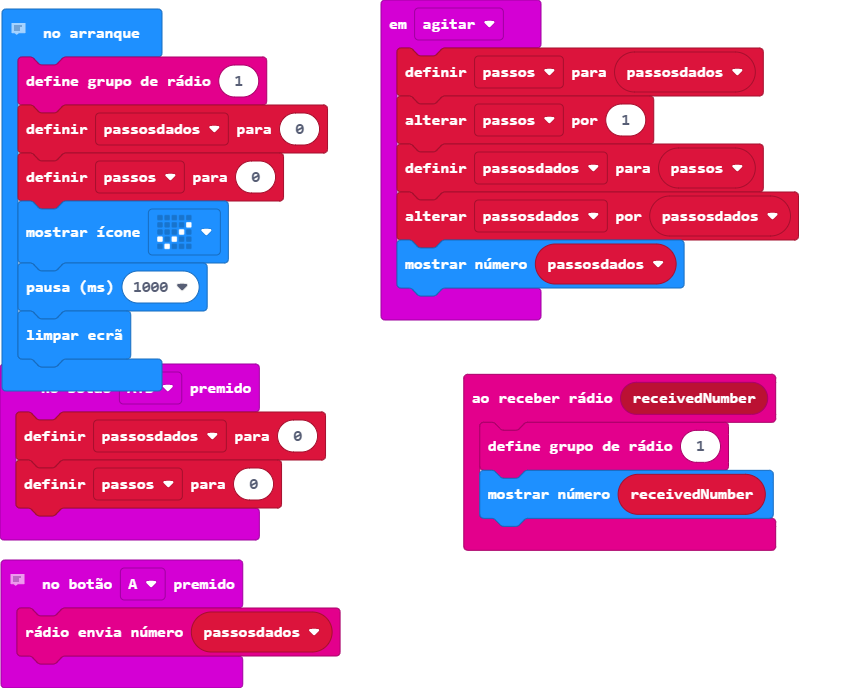 no arranque
define grupo de rádio 1
definir passosdados para 0
definir passos para 0
mostrar ícone
pausa (ms) 1000
limpar ecrã
premido
definir passosdados para 0
definir passos para 0
no botão A premido
rádio envia número passosdados
em agitar
definir passos para passosdados
alterar passos por 1
definir passosdados para passos
alterar passosdados por passosdados
mostrar número passosdados
ao receber rádio receivedNumber
define grupo de rádio 1
mostrar número receivedNumber